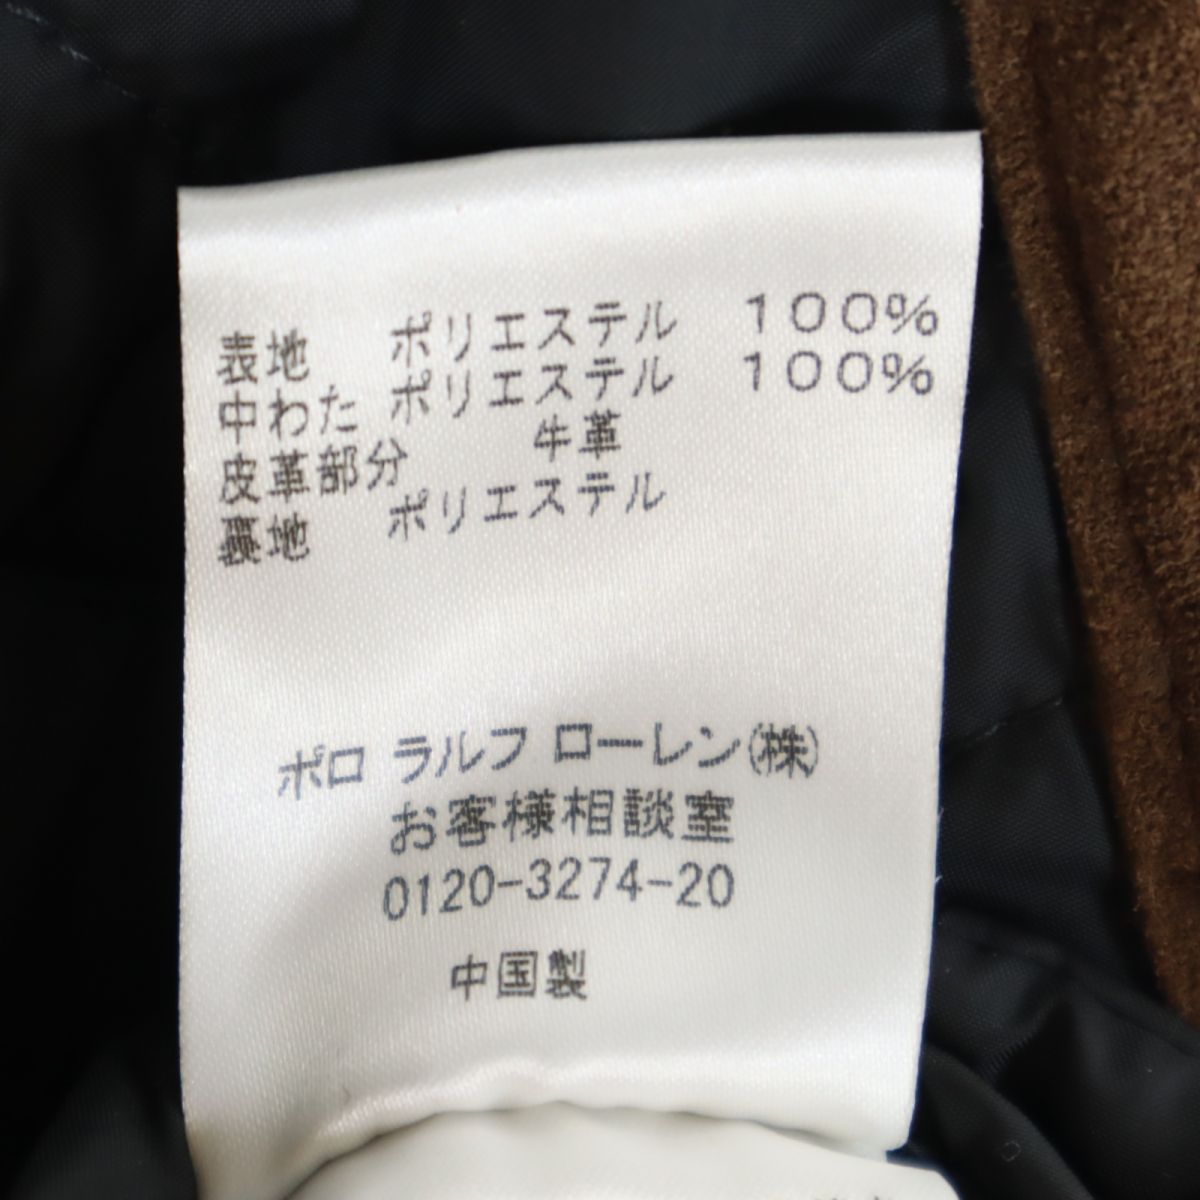 表地 ポリエステル 100%
中わた ポリエステル 100%
皮革部分 牛革
裏地 ポリエステル
ポロ ラルフ ローレン(株)
お客様相談室
0120-3274-20
中国製